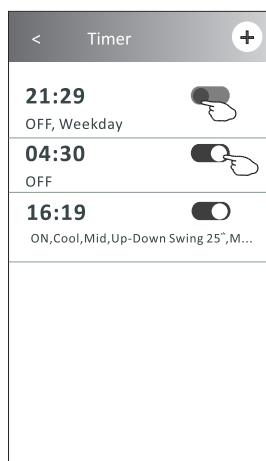 < Timer +
21:29
OFF, Weekday
04:30
OFF
16:19
ON,Cool,Mid,Up-Down Swing 25°,M...